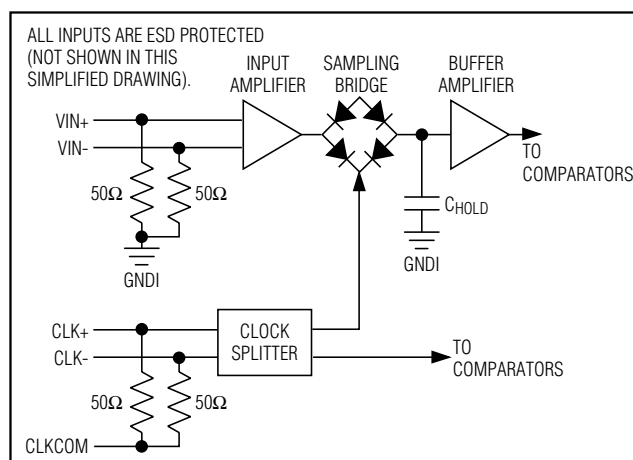 ALL INPUTS ARE ESD PROTECTED
(NOT SHOWN IN THIS
SIMPLIFIED DRAWING).
INPUT
AMPLIFIER
SAMPLING
BRIDGE
BUFFER
AMPLIFIER
VIN+
VIN-
TO
COMPARATORS
50Ω
50Ω
CHOLD
GNDI
GNDI
CLK+
CLK-
CLOCK
SPLITTER
TO
COMPARATORS
50Ω
50Ω
CLKCOM